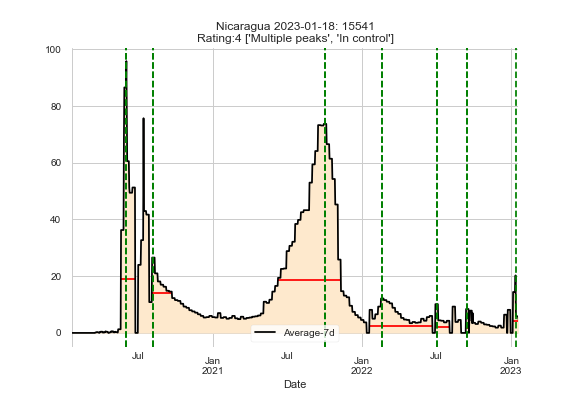 Nicaragua 2023-01-18: 15541
Rating:4 ['Multiple peaks', 'In control']
100
80
60
40
20
0
Average-7d
Jul
Jan
2021
Jul
Jan
2022
Jul
Jan
2023
Date